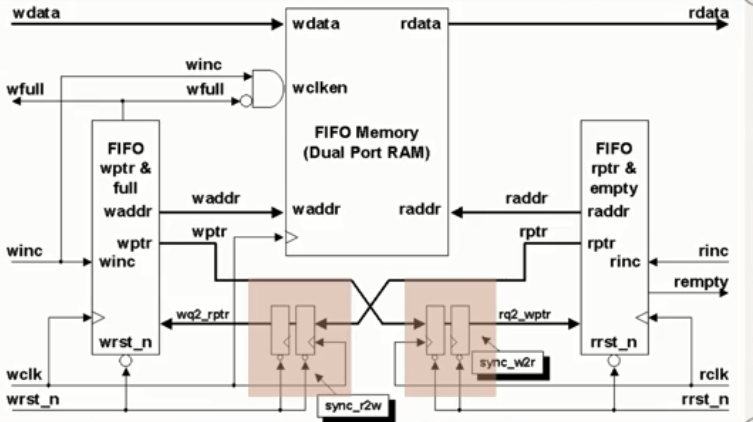 wdata
rdata
wdata
rdata
winc
wclken
wfull
wfull
FIFO Memory
(Dual Port RAM)
FIFO
wptr &
full
FIFO
rptr &
empty
waddr
waddr
waddr
raddr
raddr
raddr
wptr
wptr
rptr
rptr
winc
winc
rinc
rinc
rempty
wq2_rptr
rq2_wptr
wrst_n
rrst_n
sync_w2r
wclk
rclk
wrst_n
sync_r2w
rrst_n